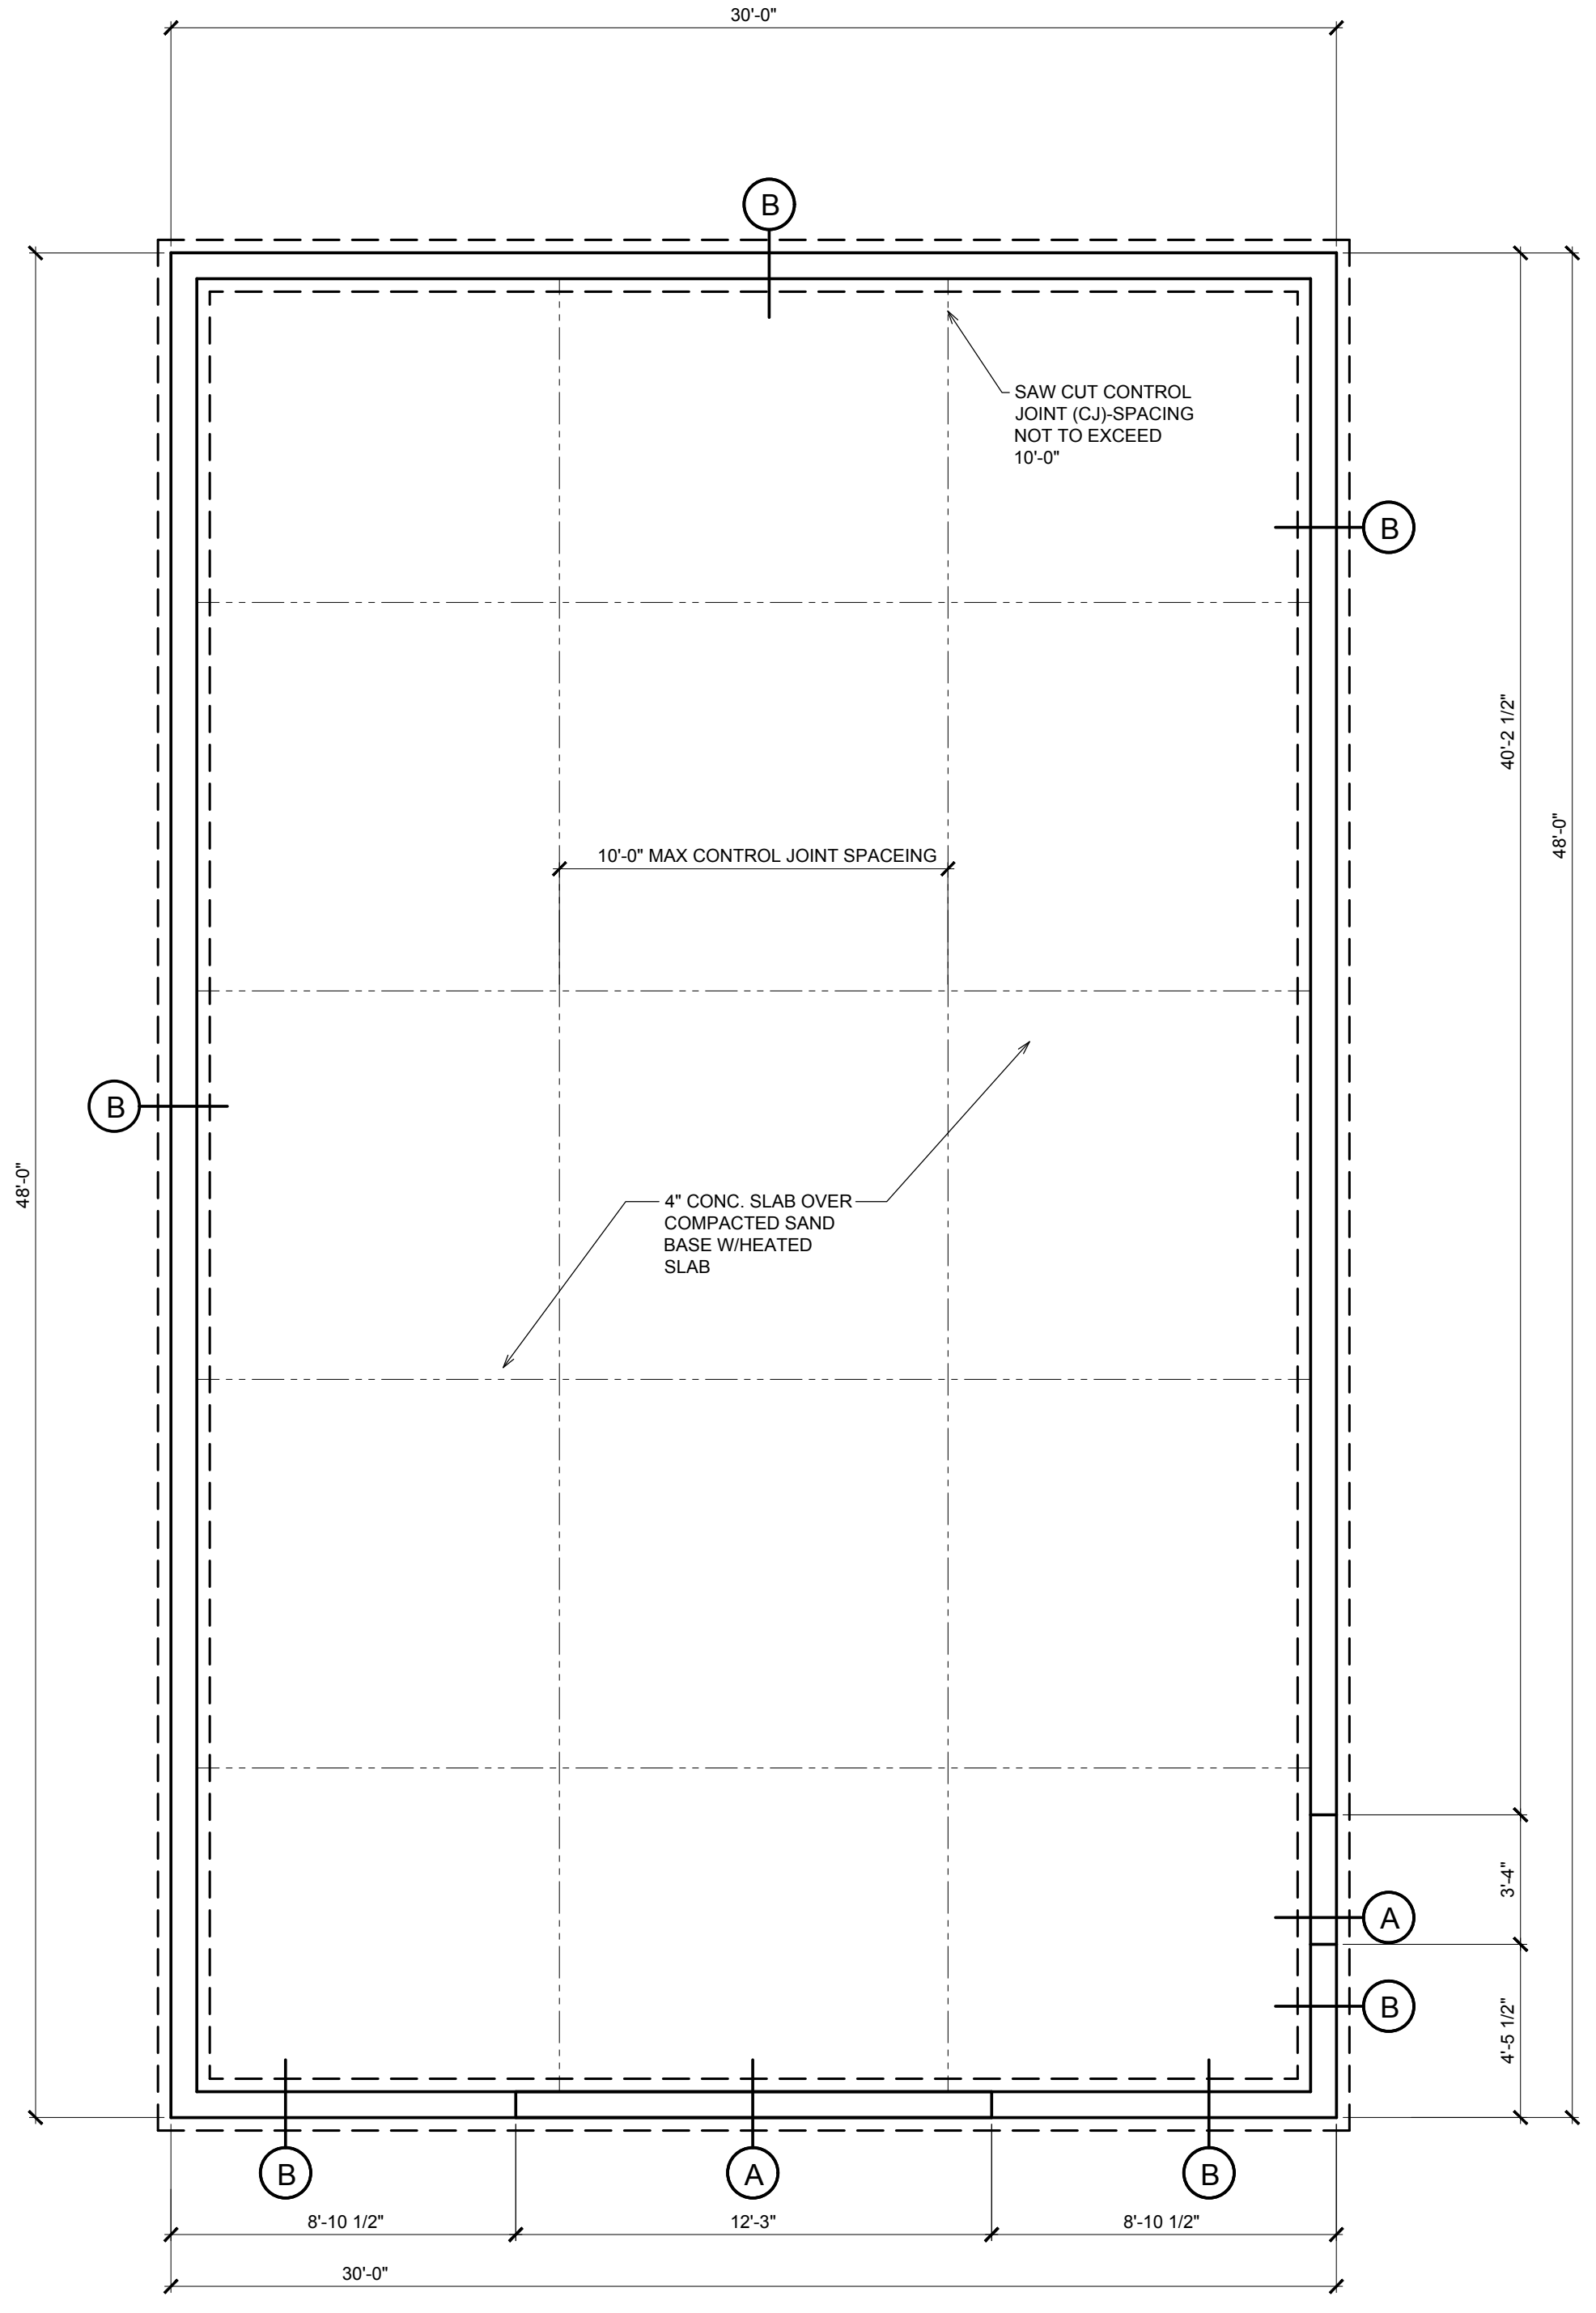 30'-0"
B
SAW CUT CONTROL
JOINT (CJ)-SPACING
NOT TO EXCEED
10'-0"
B
40'-2 1/2"
48'-0"
10'-0" MAX CONTROL JOINT SPACEING
B
48'-0"
4" CONC. SLAB OVER
COMPACTED SAND
BASE W/HEATED
SLAB
3'-4"
A
B
4'-5 1/2"
B
A
B
8'-10 1/2"
12'-3"
8'-10 1/2"
30'-0"